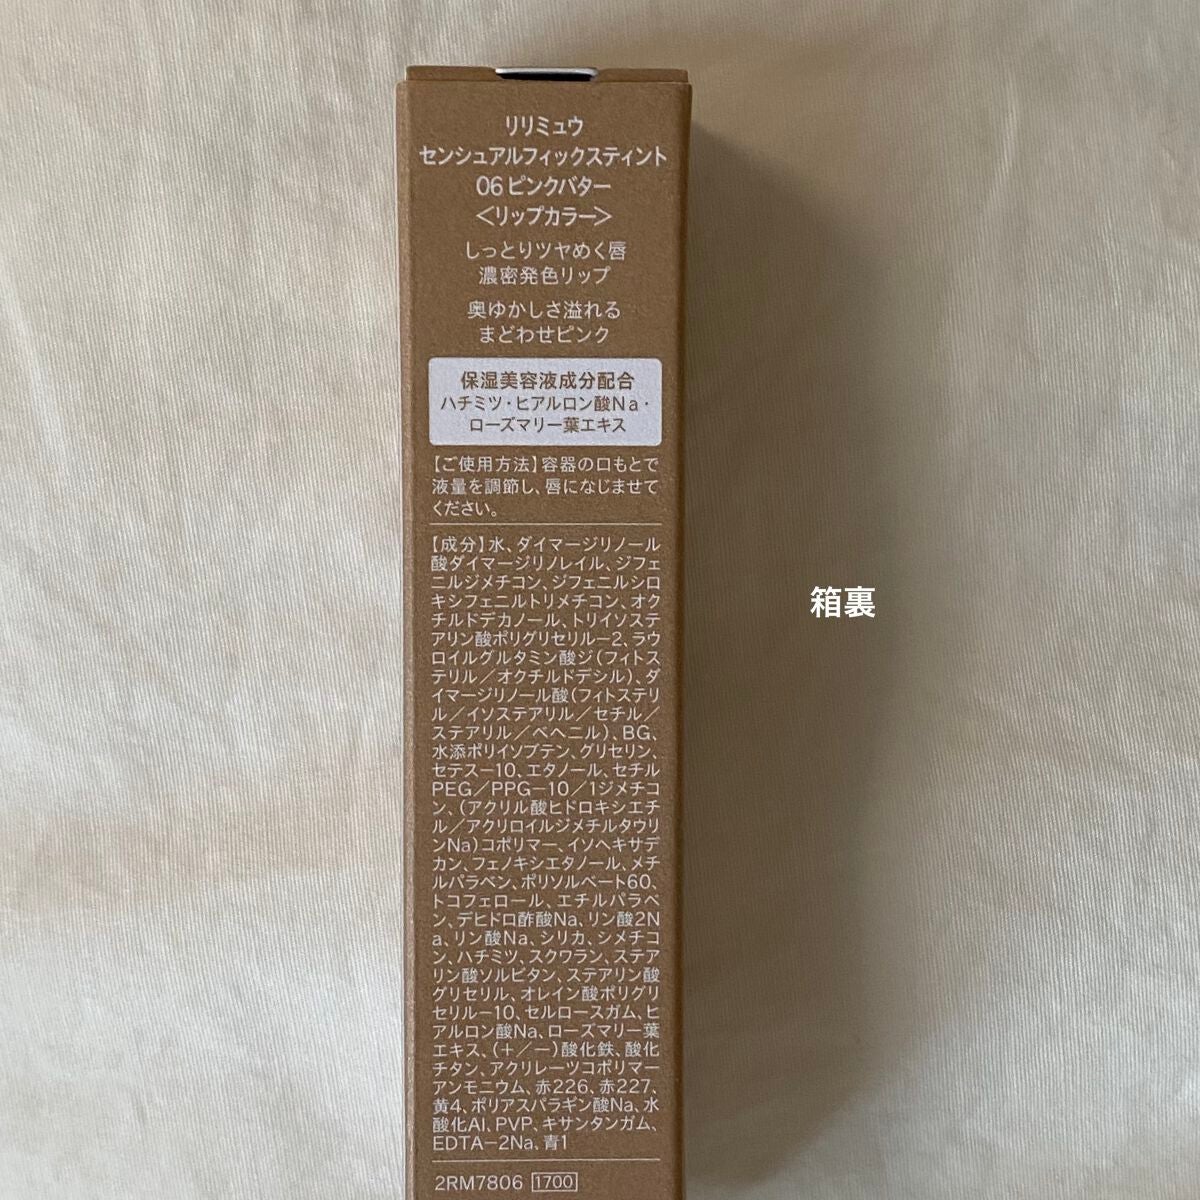 リリミュウ
センシュアルフィックスティント
06 ピンクバター
＜リップカラー＞
しっとりツヤめく唇
濃密発色リップ
奥ゆかしさ溢れる
まどわせピンク
保湿美容液成分配合
ハチミツ・ヒアルロン酸Na・
ローズマリー葉エキス
【ご使用方法】容器の口もとで
液量を調節し、唇になじませて
ください。
【成分】水、ダイマージリノール
酸ダイマージリノレイル、ジフェ
ニルジメチコン、ジフェニルシロ
キシフェニルトリメチコン、オク
チルドデカノール、トリイソステ
アリン酸ポリグリセリル－2、ラウ
ロイルグルタミン酸ジ（フィトス
テリル／オクチルドデシル）、ダ
イマージリノール酸（フィトステリ
ル／イソステアリル／セチル／
ステアリル／ベヘニル）、BG、
水添ポリイソブテン、グリセリン、
セテス－10、エタノール、セチル
PEG／PPG－10／1ジメチコ
ン、（アクリル酸ヒドロキシエチ
ル／アクリロイルジメチルタウリ
ンNa）コポリマー、イソヘキサデ
カン、フェノキシエタノール、メチ
ルパラベン、ポリソルベート60、
トコフェロール、エチルパラベ
ン、デヒドロ酢酸Na、リン酸2N
a、リン酸Na、シリカ、シメチコ
ン、ハチミツ、スクワラン、ステア
リン酸ソルビタン、ステアリン酸
グリセリル、オレイン酸ポリグリ
セリル－10、セルロースガム、ヒ
アルロン酸Na、ローズマリー葉
エキス、（＋／－）酸化鉄、酸化
チタン、アクリレーツコポリマー
アンモニウム、赤226、赤227、
黄4、ポリアスパラギン酸Na、水
酸化Al、PVP、キサンタンガム、
EDTA－2Na、青1
2RM7806 1700
箱裏